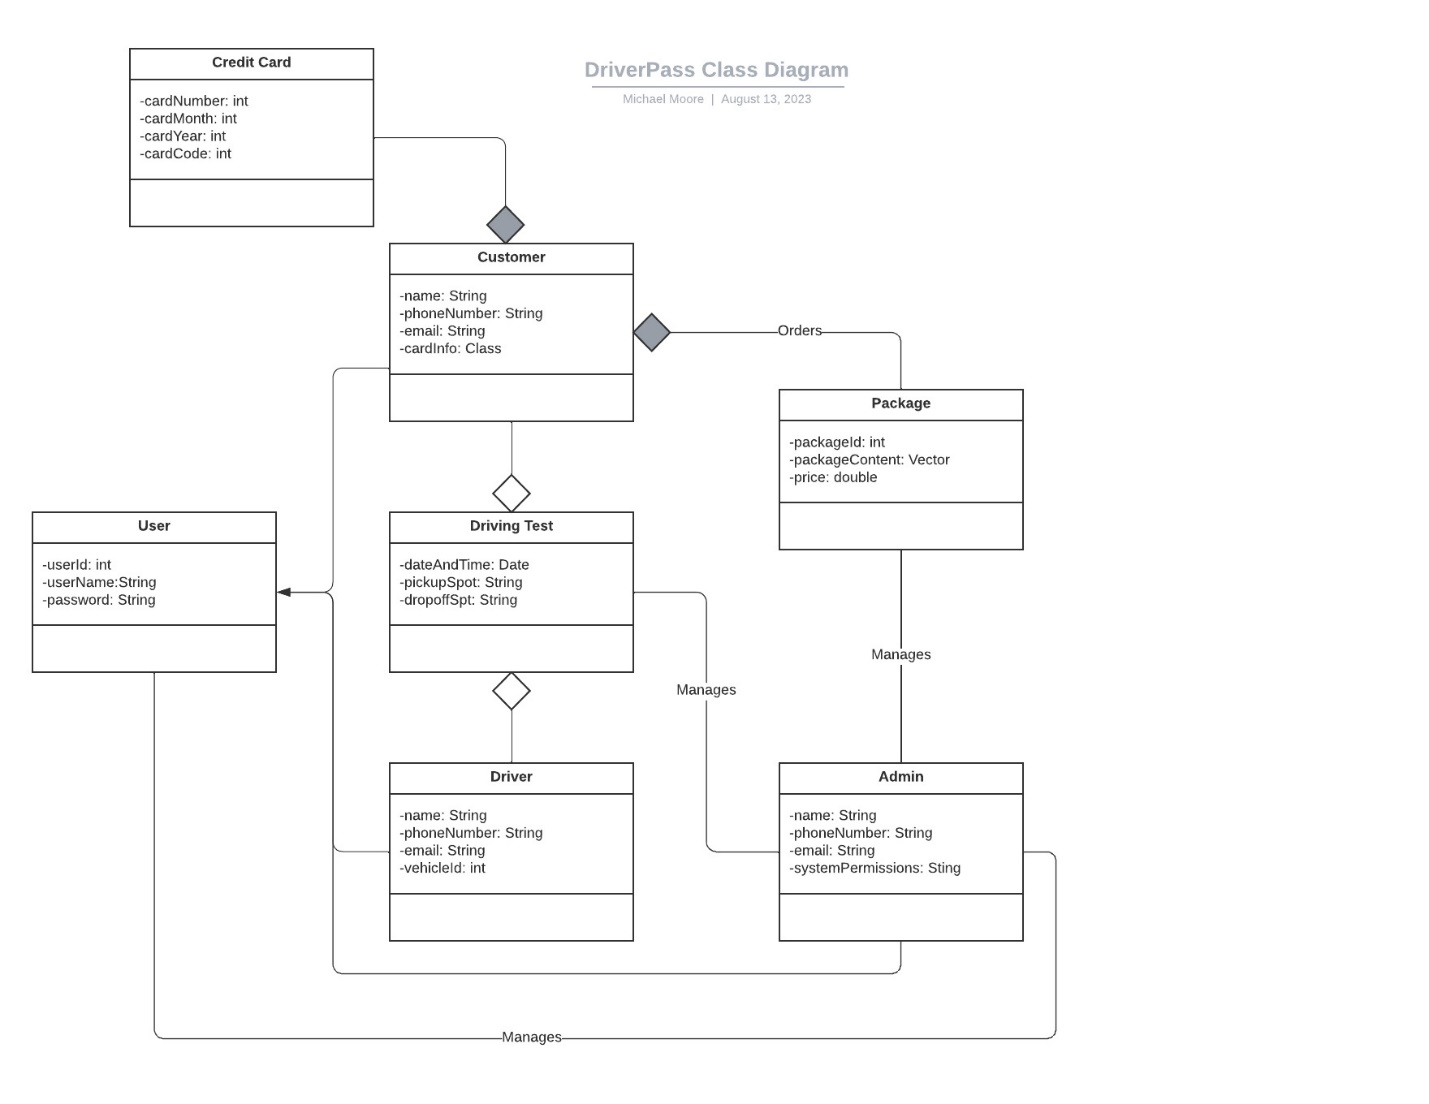 DriverPass Class Diagram
Michael Moore | August 13, 2023
Credit Card
-cardNumber: int
-cardMonth: int
-cardYear: int
-cardCode: int
Customer
-name: String
-phoneNumber: String
-email: String
-cardInfo: Class
Orders
Package
-packageId: int
-packageContent: Vector
-price: double
User
-userId: int
-userName:String
-password: String
Driving Test
-dateAndTime: Date
-pickupSpot: String
-dropoffSpt: String
Manages
Manages
Driver
-name: String
-phoneNumber: String
-email: String
-vehicleId: int
Admin
-name: String
-phoneNumber: String
-email: String
-systemPermissions: Sting
Manages